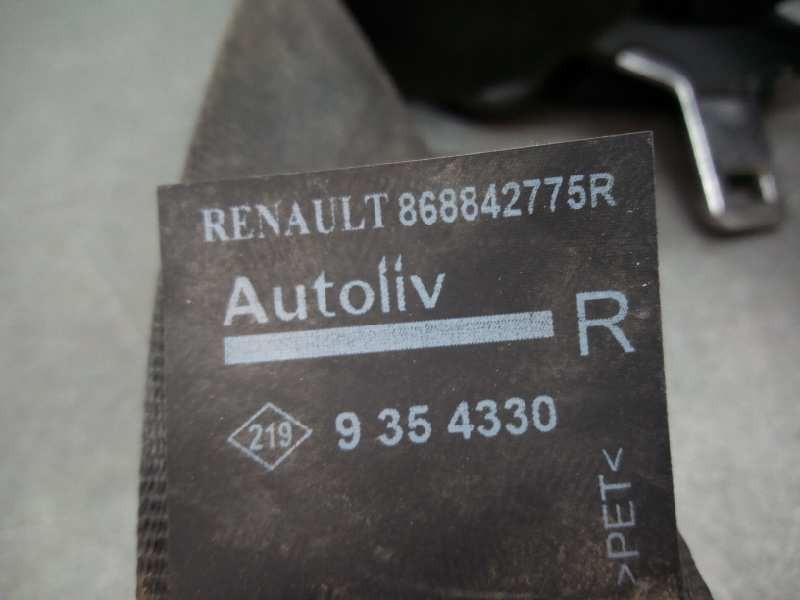 RENAULT 868842775R
Autoliv
R
219 9 35 4330
>PET<